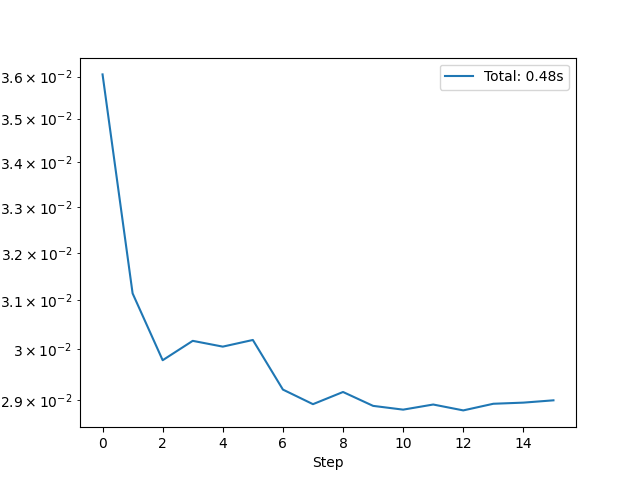 Total: 0.48s
3.6 × 10⁻²
3.5 × 10⁻²
3.4 × 10⁻²
3.3 × 10⁻²
3.2 × 10⁻²
3.1 × 10⁻²
3 × 10⁻²
2.9 × 10⁻²
0 2 4 6 8 10 12 14
Step